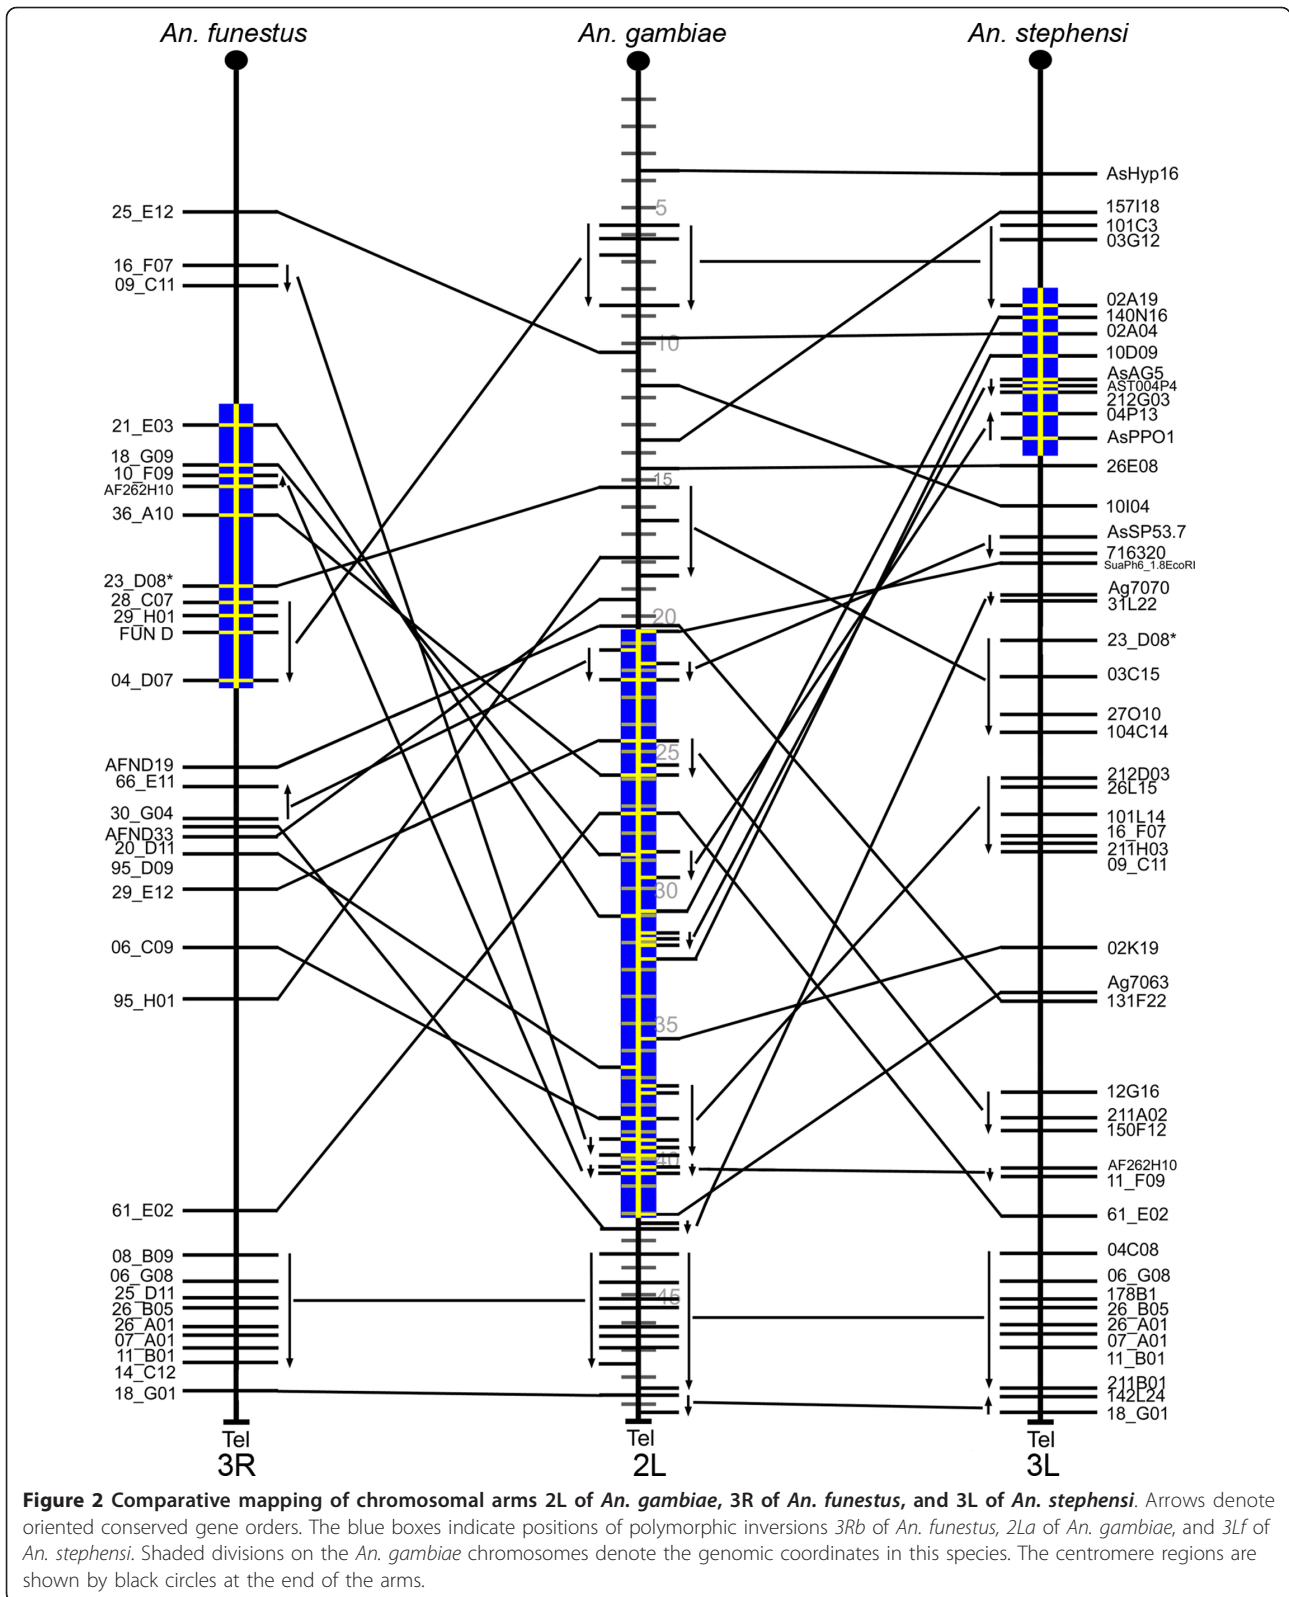 An. funestus
An. gambiae
An. stephensi
25_E12
16_F07
09_C11
21_E03
18_G09
10_F09
AF262H10
36_A10
23_D08*
28_C07
29_H01
FUN D
04_D07
AFND19
66_E11
30_G04
AFND33
20_D11
95_D09
29_E12
06_C09
95_H01
61_E02
08_B09
06_G08
25_D11
26_B05
26_A01
07_A01
11_B01
14_C12
18_G01
Tel
3R
5
10
15
20
25
30
35
40
45
Tel
2L
AsHyp16
157I18
101C3
03G12
02A19
140N16
02A04
10D09
AsAG5
AST004P4
212G03
04P13
AsPPO1
26E08
10I04
AsSP53.7
716320
SuaPh6_1.8EcoRI
Ag7070
31L22
23_D08*
03C15
27O10
104C14
212D03
26L15
101L14
16_F07
211H03
09_C11
02K19
Ag7063
131F22
12G16
211A02
150F12
AF262H10
11_F09
61_E02
04C08
06_G08
178B1
26_B05
26_A01
07_A01
11_B01
211B01
142L24
18_G01
Tel
3L
Figure 2 Comparative mapping of chromosomal arms 2L of An. gambiae, 3R of An. funestus, and 3L of An. stephensi. Arrows denote
oriented conserved gene orders. The blue boxes indicate positions of polymorphic inversions 3Rb of An. funestus, 2La of An. gambiae, and 3Lf of
An. stephensi. Shaded divisions on the An. gambiae chromosomes denote the genomic coordinates in this species. The centromere regions are
shown by black circles at the end of the arms.